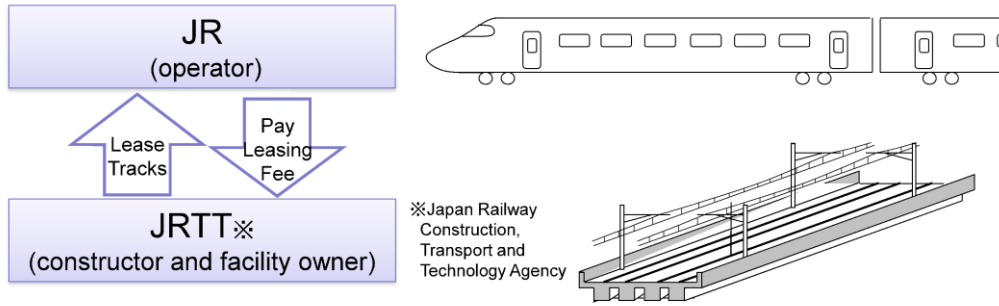 JR
(operator)
Lease
Tracks
Pay
Leasing
Fee
JRTT※
(constructor and facility owner)
※Japan Railway
Construction,
Transport and
Technology Agency